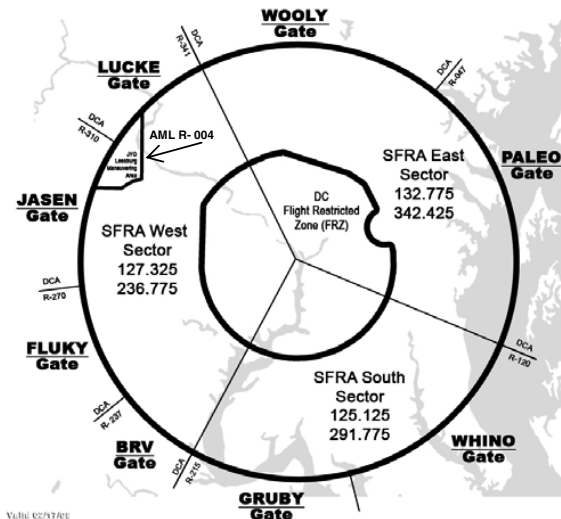 WOOLY
Gate
DCA
R-341
LUCKE
Gate
DCA
R-310
AML R- 004
JYO
Leesburg
Maneuvering
Area
DCA
R-047
PALEO
Gate
SFRA East
Sector
132.775
342.425
DC
Flight Restricted
Zone (FRZ)
JASEN
Gate
SFRA West
Sector
127.325
236.775
DCA
R-270
FLUKY
Gate
DCA
R- 237
BRV
Gate
DCA
R-215
GRUBY
Gate
SFRA South
Sector
125.125
291.775
DCA
R-120
WHINO
Gate
Valid